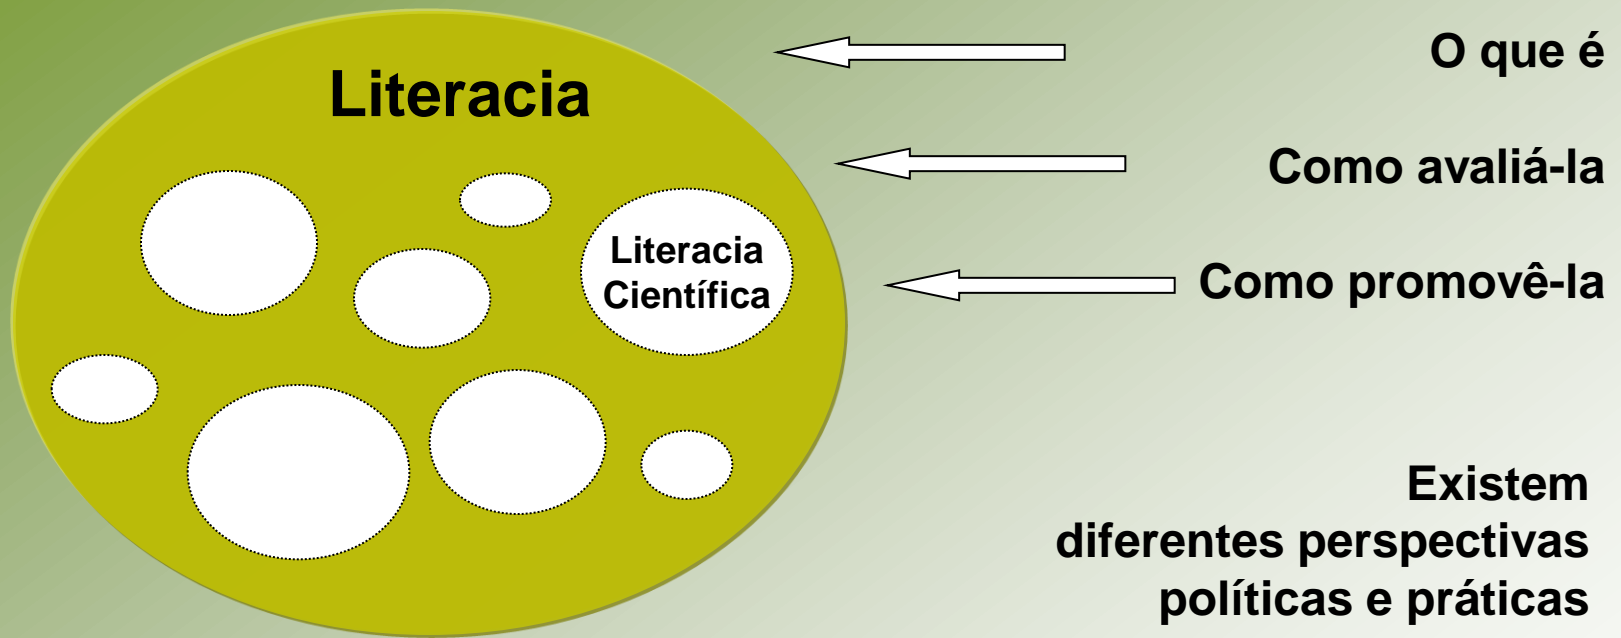 Literacia
Literacia
Científica
O que é
Como avaliá-la
Como promovê-la
Existem
diferentes perspectivas
políticas e práticas